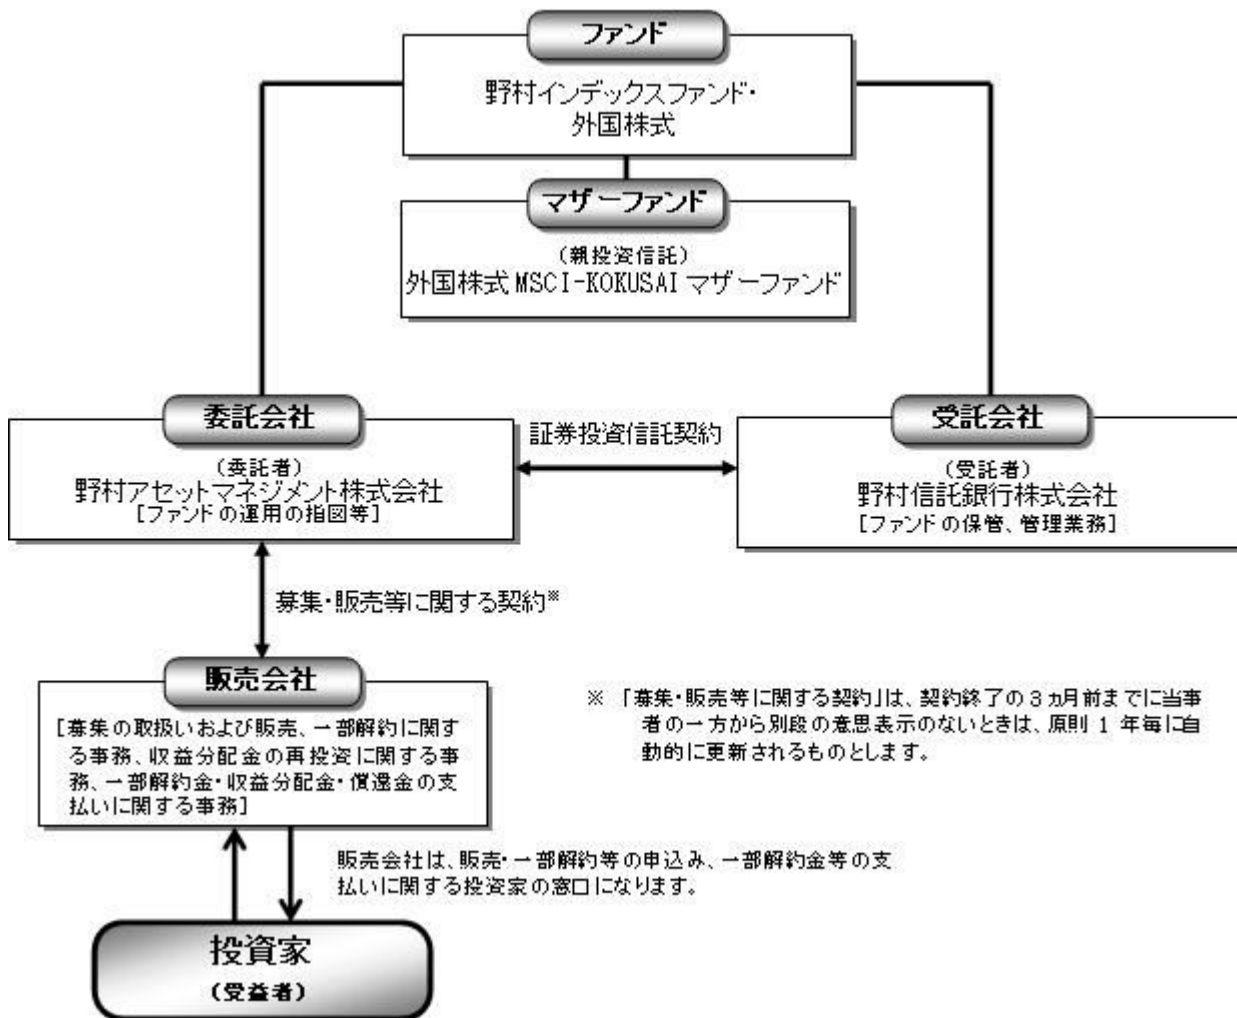 ファンド
野村インデックスファンド・
外国株式
マザーファンド
(親投資信託)
外国株式 MSCI-KOKUSAI マザーファンド
委託会社
(委託者)
野村アセットマネジメント株式会社
[ファンドの運用の指図等]
証券投資信託契約
受託会社
(受託者)
野村信託銀行株式会社
[ファンドの保管、管理業務]
募集・販売等に関する契約※
販売会社
[募集の取扱いおよび販売、一部解約に関す
る事務、収益分配金の再投資に関する事
務、一部解約金・収益分配金・償還金の支
払いに関する事務]
※ 「募集・販売等に関する契約」は、契約終了の3ヵ月前までに当事
者の一方から別段の意思表示のないときは、原則 1 年毎に自
動的に更新されるものとします。
販売会社は、販売・一部解約等の申込み、一部解約金等の支
払いに関する投資家の窓口になります。
投資家
(受益者)